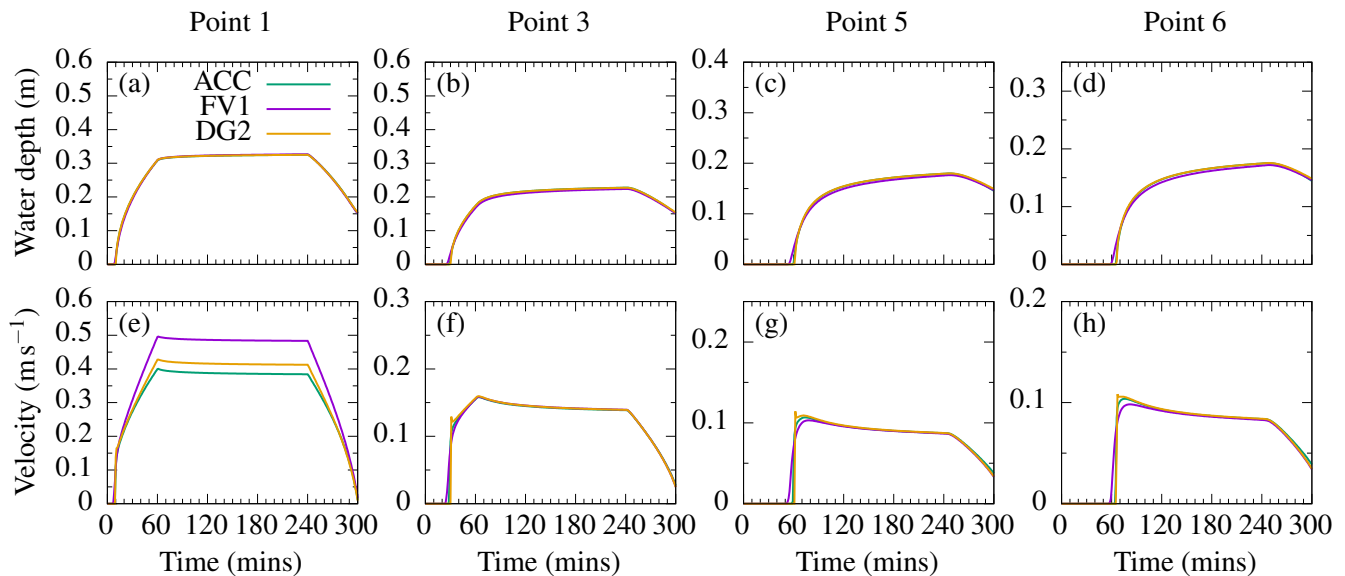 Point 1 Point 3 Point 5 Point 6
Water depth (m)
(a) ACC
FV1
DG2
0.6
0.5
0.4
0.3
0.2
0.1
0
(b)
0.6
0.5
0.4
0.3
0.2
0.1
0
(c)
0.4
0.3
0.2
0.1
0
(d)
0.3
0.2
0.1
0
Velocity (m s⁻¹)
(e)
0.6
0.5
0.4
0.3
0.2
0.1
0
0 60 120 180 240 300
Time (mins)
(f)
0.3
0.2
0.1
0
0 60 120 180 240 300
Time (mins)
(g)
0.2
0.1
0
0 60 120 180 240 300
Time (mins)
(h)
0.2
0.1
0
0 60 120 180 240 300
Time (mins)